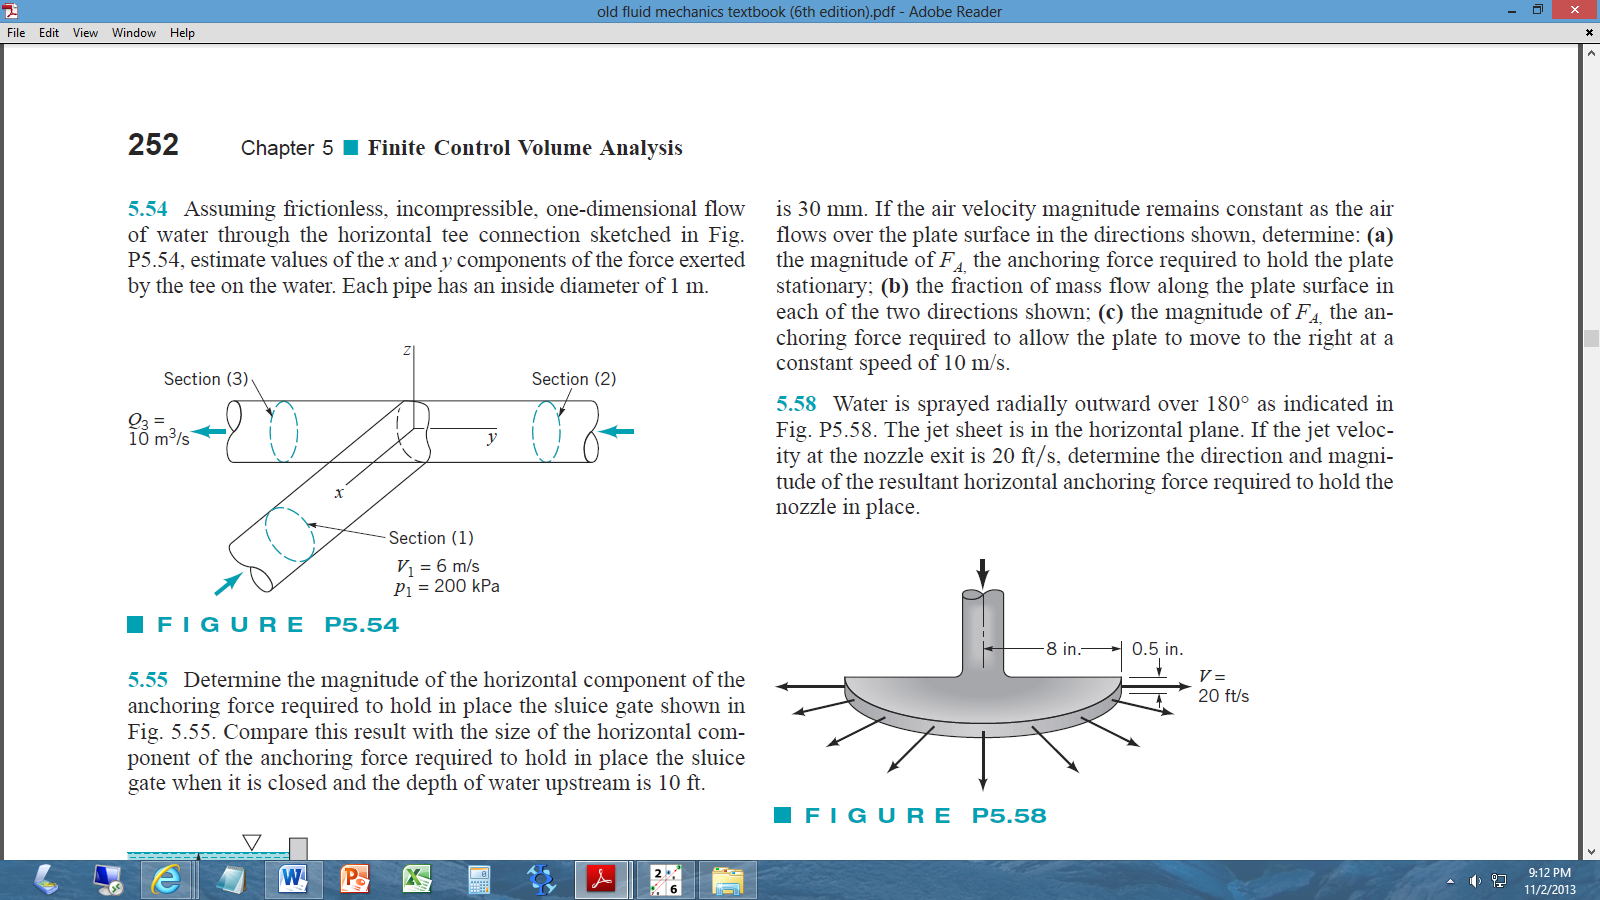 old fluid mechanics textbook (6th edition).pdf - Adobe Reader
File Edit View Window Help
252 Chapter 5 ■ Finite Control Volume Analysis
5.54 Assuming frictionless, incompressible, one-dimensional flow
of water through the horizontal tee connection sketched in Fig.
P5.54, estimate values of the x and y components of the force exerted
by the tee on the water. Each pipe has an inside diameter of 1 m.
z
Section (3)
Section (2)
Q3 =
10 m³/s
y
x
Section (1)
V1 = 6 m/s
p1 = 200 kPa
■ FIGURE P5.54
5.55 Determine the magnitude of the horizontal component of the
anchoring force required to hold in place the sluice gate shown in
Fig. 5.55. Compare this result with the size of the horizontal com-
ponent of the anchoring force required to hold in place the sluice
gate when it is closed and the depth of water upstream is 10 ft.
is 30 mm. If the air velocity magnitude remains constant as the air
flows over the plate surface in the directions shown, determine: (a)
the magnitude of FA, the anchoring force required to hold the plate
stationary; (b) the fraction of mass flow along the plate surface in
each of the two directions shown; (c) the magnitude of FA, the an-
choring force required to allow the plate to move to the right at a
constant speed of 10 m/s.
5.58 Water is sprayed radially outward over 180° as indicated in
Fig. P5.58. The jet sheet is in the horizontal plane. If the jet veloc-
ity at the nozzle exit is 20 ft/s, determine the direction and magni-
tude of the resultant horizontal anchoring force required to hold the
nozzle in place.
8 in.
0.5 in.
V =
20 ft/s
■ FIGURE P5.58
2
6
9:12 PM
11/2/2013